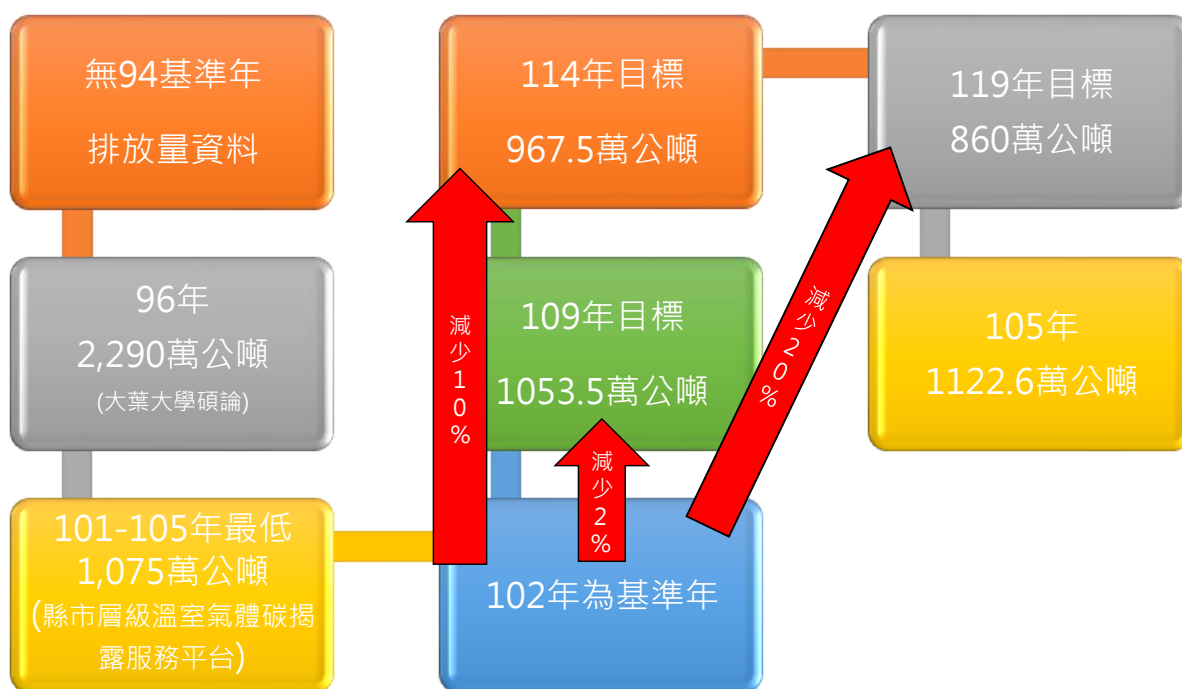 無94基準年
排放量資料
96年
2,290萬公噸
(大葉大學碩論)
101-105年最低
1,075萬公噸
(縣市層級溫室氣體碳揭
露服務平台)
102年為基準年
減少2%
109年目標
1053.5萬公噸
減少10%
114年目標
967.5萬公噸
減少20%
119年目標
860萬公噸
105年
1122.6萬公噸